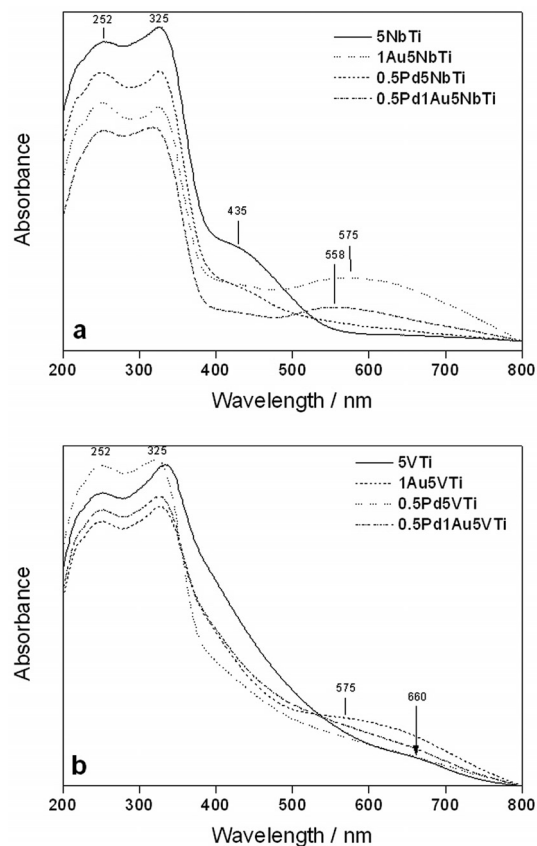 252
325
5NbTi
1Au5NbTi
0.5Pd5NbTi
0.5Pd1Au5NbTi
435
575
558
Absorbance
a
200 300 400 500 600 700 800
Wavelength / nm
252
325
5VTi
1Au5VTi
0.5Pd5VTi
0.5Pd1Au5VTi
575
660
Absorbance
b
200 300 400 500 600 700 800
Wavelength / nm